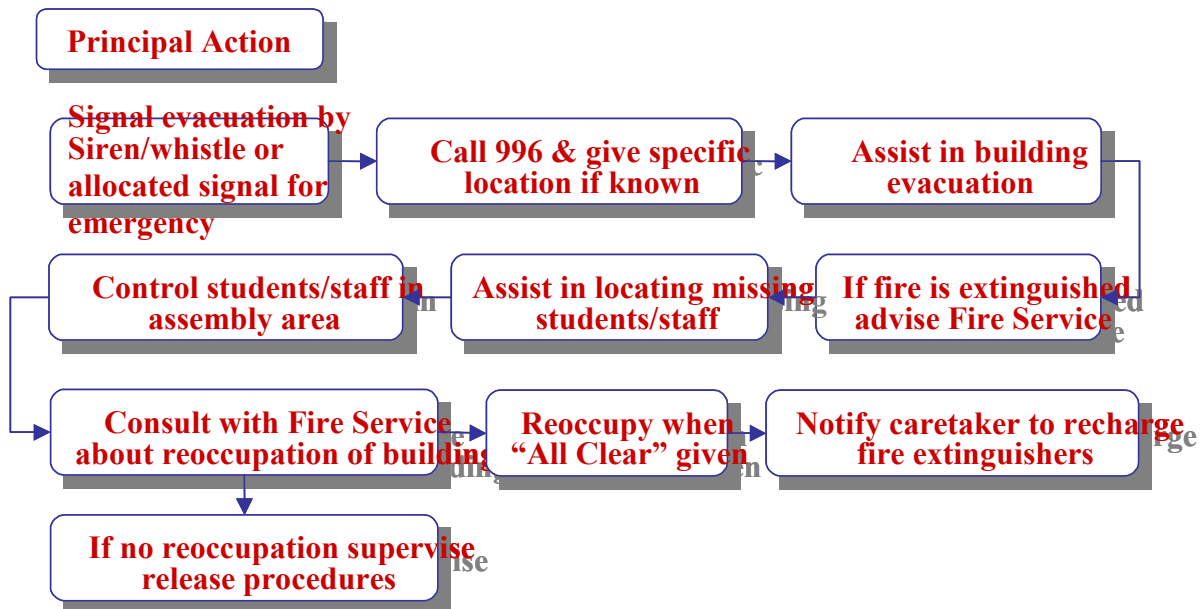 Principal Action
Signal evacuation by
Siren/whistle or
allocated signal for
emergency
Call 996 & give specific
location if known
Assist in building
evacuation
If fire is extinguished
advise Fire Service
Assist in locating missing
students/staff
Control students/staff in
assembly area
Consult with Fire Service
about reoccupation of building
Reoccupy when
“All Clear” given
Notify caretaker to recharge
fire extinguishers
If no reoccupation supervise
release procedures